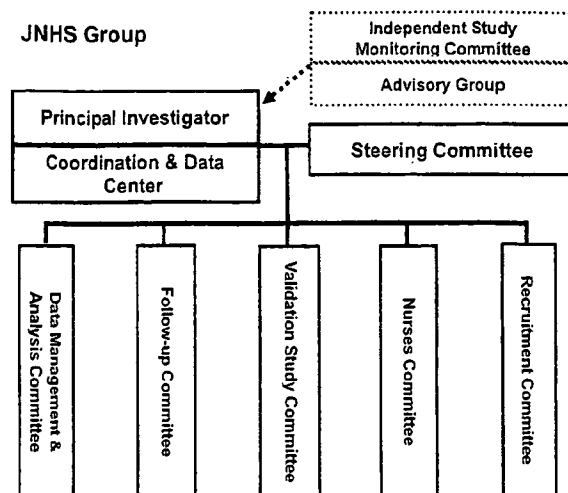 JNHS Group
Independent Study
Monitoring Committee
Advisory Group
Principal Investigator
Coordination & Data
Center
Steering Committee
Data Management &
Analysis Committee
Follow-up Committee
Validation Study Committee
Nurses Committee
Recruitment Committee